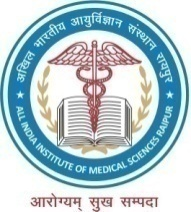 अखिल भारतीय आयुर्विज्ञान संस्थान रायपुर
ALL INDIA INSTITUTE OF MEDICAL SCIENCES RAIPUR
आरोग्यम् सुख सम्पदा